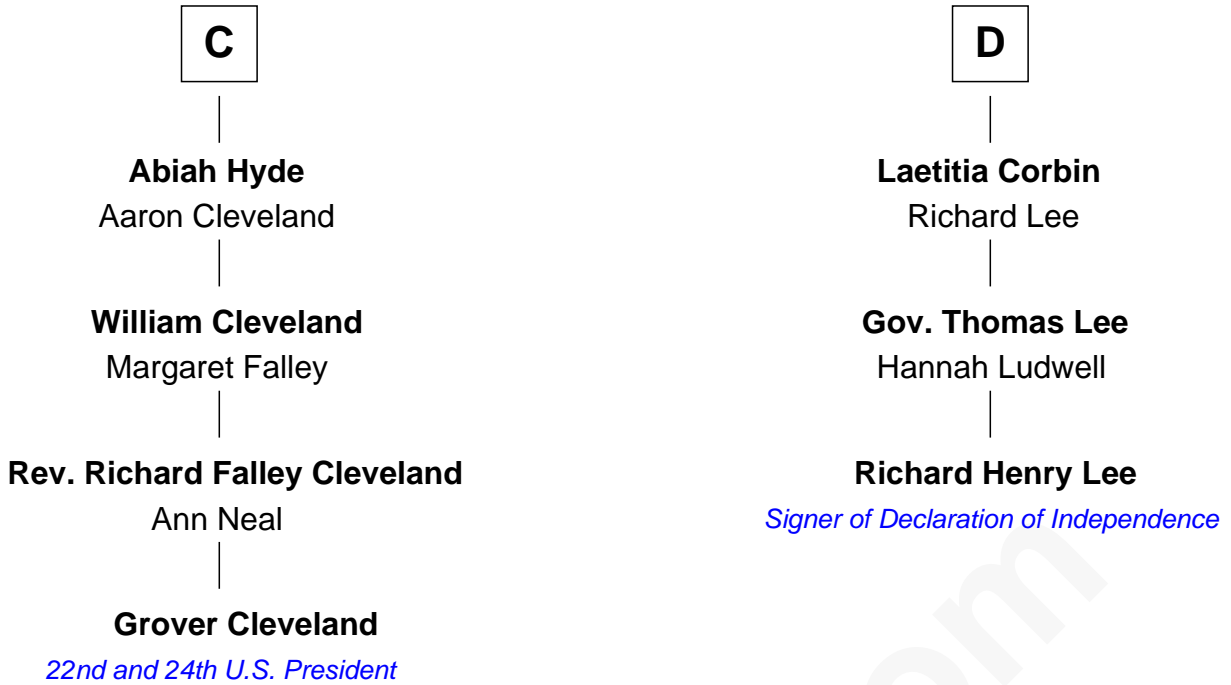 C
Abiah Hyde
Aaron Cleveland
William Cleveland
Margaret Falley
Rev. Richard Falley Cleveland
Ann Neal
Grover Cleveland
22nd and 24th U.S. President
D
Laetitia Corbin
Richard Lee
Gov. Thomas Lee
Hannah Ludwell
Richard Henry Lee
Signer of Declaration of Independence
om